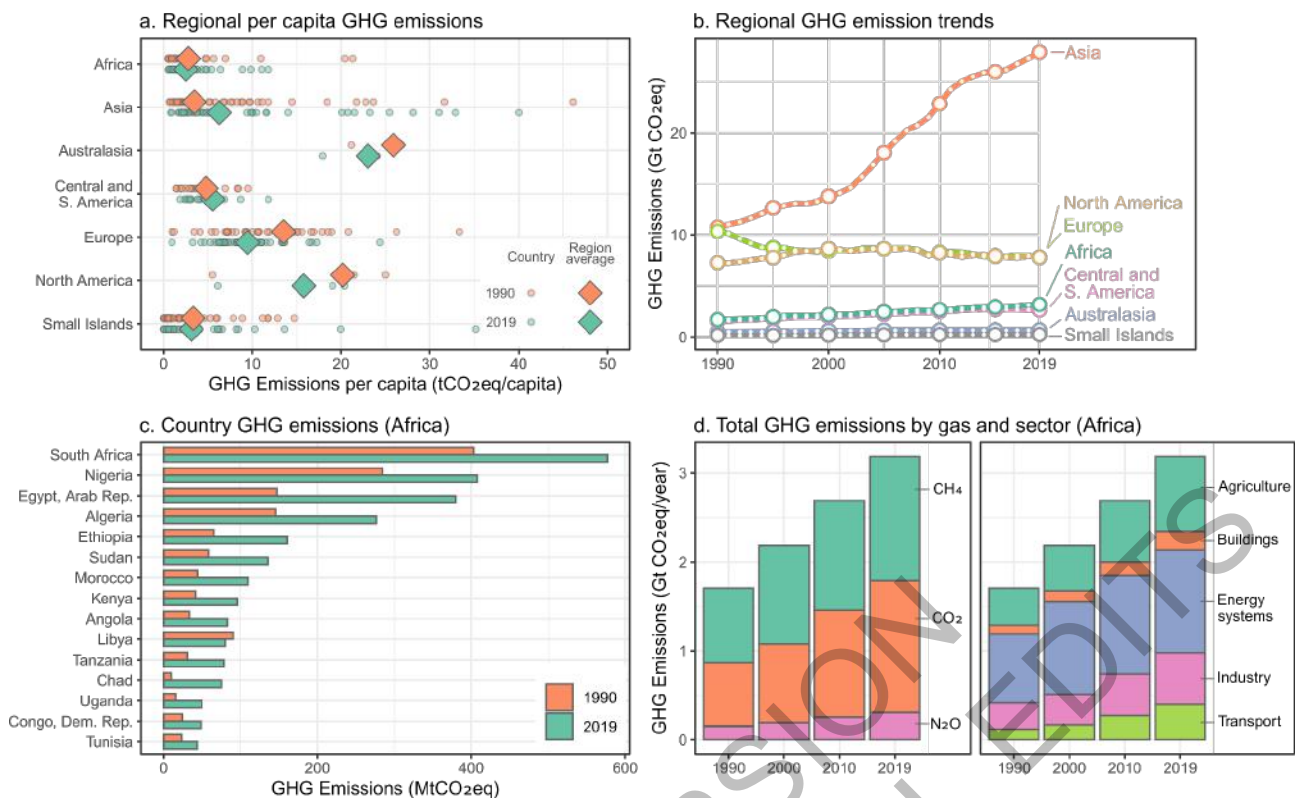 a. Regional per capita GHG emissions
Africa
Asia
Australasia
Central and
S. America
Europe
North America
Small Islands
Country
Region
average
1990
2019
0
10
20
30
40
50
GHG Emissions per capita (tCO₂eq/capita)
b. Regional GHG emission trends
GHG Emissions (Gt CO₂eq)
20
10
0
1990
2000
2010
2019
Asia
North America
Europe
Africa
Central and
S. America
Australasia
Small Islands
c. Country GHG emissions (Africa)
South Africa
Nigeria
Egypt, Arab Rep.
Algeria
Ethiopia
Sudan
Morocco
Kenya
Angola
Libya
Tanzania
Chad
Uganda
Congo, Dem. Rep.
Tunisia
1990
2019
0
200
400
600
GHG Emissions (MtCO₂eq)
d. Total GHG emissions by gas and sector (Africa)
GHG Emissions (Gt CO₂eq/year)
3
2
1
0
CH₄
CO₂
N₂O
1990
2000
2010
2019
Agriculture
Buildings
Energy
systems
Industry
Transport
1990
2000
2010
2019
EDITS